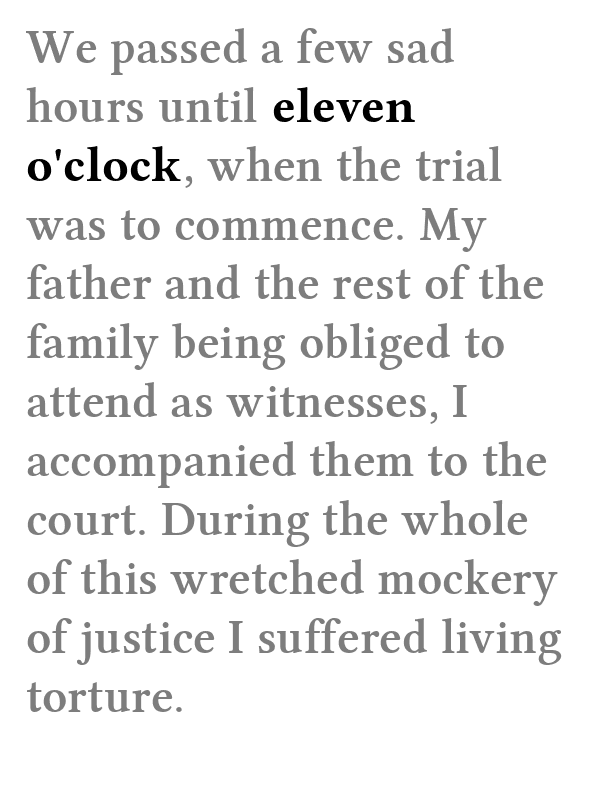 We passed a few sad
hours until eleven
o'clock, when the trial
was to commence. My
father and the rest of the
family being obliged to
attend as witnesses, I
accompanied them to the
court. During the whole
of this wretched mockery
of justice I suffered living
torture.